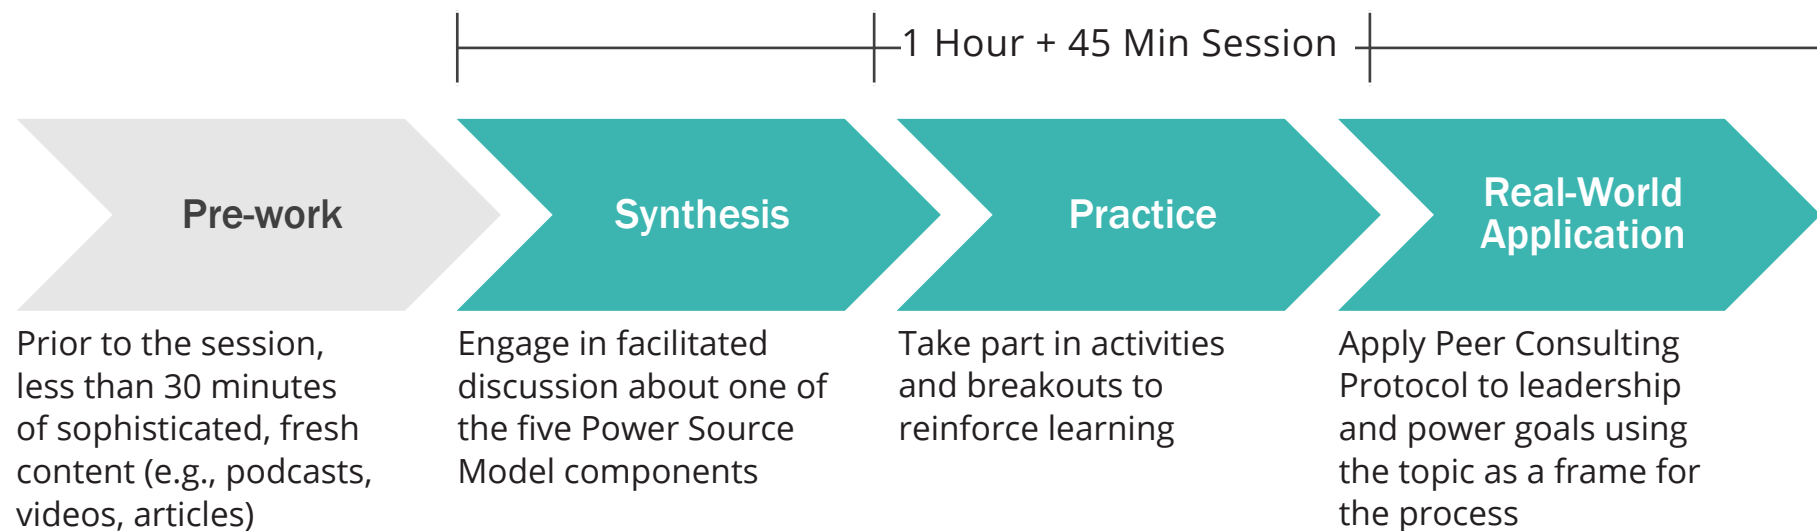 1 Hour + 45 Min Session
Pre-work
Prior to the session,
less than 30 minutes
of sophisticated, fresh
content (e.g., podcasts,
videos, articles)
Synthesis
Engage in facilitated
discussion about one of
the five Power Source
Model components
Practice
Take part in activities
and breakouts to
reinforce learning
Real-World
Application
Apply Peer Consulting
Protocol to leadership
and power goals using
the topic as a frame for
the process